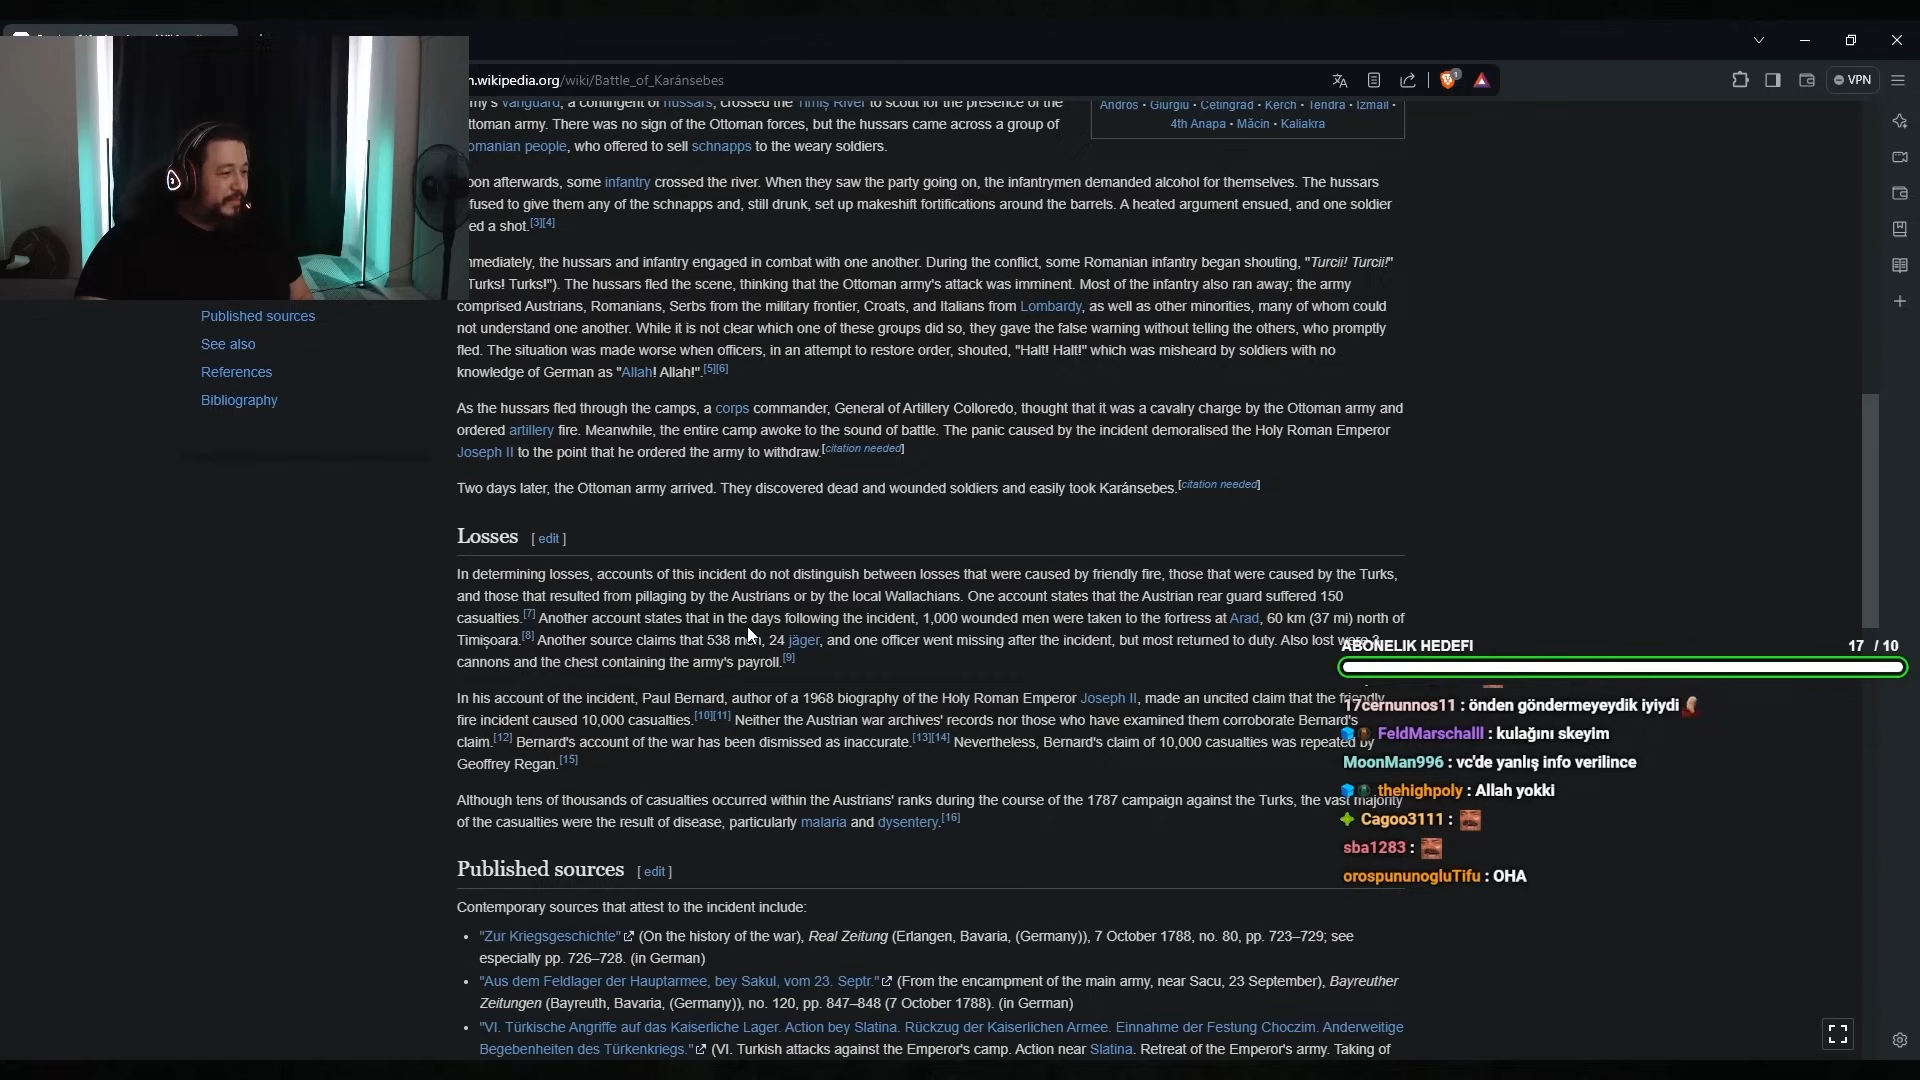 n.wikipedia.org/wiki/Battle_of_Karánsebes
VPN
my's vanguard, a contingent of hussars, crossed the Timiș River to scout for the presence of the
ttoman army. There was no sign of the Ottoman forces, but the hussars came across a group of
omanian people, who offered to sell schnapps to the weary soldiers.
Andros • Giurgiu • Cetingrad • Kerch • Tendra • Izmail •
4th Anapa • Măcin • Kaliakra
oon afterwards, some infantry crossed the river. When they saw the party going on, the infantrymen demanded alcohol for themselves. The hussars
fused to give them any of the schnapps and, still drunk, set up makeshift fortifications around the barrels. A heated argument ensued, and one soldier
ed a shot.[3][4]
mmediately, the hussars and infantry engaged in combat with one another. During the conflict, some Romanian infantry began shouting, "Turcii! Turcii!"
Turks! Turks!"). The hussars fled the scene, thinking that the Ottoman army's attack was imminent. Most of the infantry also ran away; the army
comprised Austrians, Romanians, Serbs from the military frontier, Croats, and Italians from Lombardy, as well as other minorities, many of whom could
not understand one another. While it is not clear which one of these groups did so, they gave the false warning without telling the others, who promptly
fled. The situation was made worse when officers, in an attempt to restore order, shouted, "Halt! Halt!" which was misheard by soldiers with no
knowledge of German as "Allah! Allah!".[5][6]
Published sources
See also
References
Bibliography
As the hussars fled through the camps, a corps commander, General of Artillery Colloredo, thought that it was a cavalry charge by the Ottoman army and
ordered artillery fire. Meanwhile, the entire camp awoke to the sound of battle. The panic caused by the incident demoralised the Holy Roman Emperor
Joseph II to the point that he ordered the army to withdraw.[citation needed]
Two days later, the Ottoman army arrived. They discovered dead and wounded soldiers and easily took Karánsebes.[citation needed]
Losses [ edit ]
In determining losses, accounts of this incident do not distinguish between losses that were caused by friendly fire, those that were caused by the Turks,
and those that resulted from pillaging by the Austrians or by the local Wallachians. One account states that the Austrian rear guard suffered 150
casualties.[7] Another account states that in the days following the incident, 1,000 wounded men were taken to the fortress at Arad, 60 km (37 mi) north of
Timișoara.[8] Another source claims that 538 men, 24 jäger, and one officer went missing after the incident, but most returned to duty. Also lost were 3
cannons and the chest containing the army's payroll.[9]
In his account of the incident, Paul Bernard, author of a 1968 biography of the Holy Roman Emperor Joseph II, made an uncited claim that the friendly
fire incident caused 10,000 casualties.[10][11] Neither the Austrian war archives' records nor those who have examined them corroborate Bernard's
claim.[12] Bernard's account of the war has been dismissed as inaccurate.[13][14] Nevertheless, Bernard's claim of 10,000 casualties was repeated by
Geoffrey Regan.[15]
Although tens of thousands of casualties occurred within the Austrians' ranks during the course of the 1787 campaign against the Turks, the vast majority
of the casualties were the result of disease, particularly malaria and dysentery.[16]
Published sources [ edit ]
Contemporary sources that attest to the incident include:
• "Zur Kriegsgeschichte" (On the history of the war), Real Zeitung (Erlangen, Bavaria, (Germany)), 7 October 1788, no. 80, pp. 723–729; see
especially pp. 726–728. (in German)
• "Aus dem Feldlager der Hauptarmee, bey Sakul, vom 23. Septr." (From the encampment of the main army, near Sacu, 23 September), Bayreuther
Zeitungen (Bayreuth, Bavaria, (Germany)), no. 120, pp. 847–848 (7 October 1788). (in German)
• "VI. Türkische Angriffe auf das Kaiserliche Lager. Action bey Slatina. Rückzug der Kaiserlichen Armee. Einnahme der Festung Choczim. Anderweitige
Begebenheiten des Türkenkriegs." (VI. Turkish attacks against the Emperor's camp. Action near Slatina. Retreat of the Emperor's army. Taking of
ABONELIK HEDEFI 17 / 10
17cernunnos11 : önden göndermeyeydik iyiydi
FeldMarschalll : kulağını skeyim
MoonMan996 : vc'de yanlış info verilince
thehighpoly : Allah yokki
Cagoo3111 :
sba1283 :
orospununogluTifu : OHA